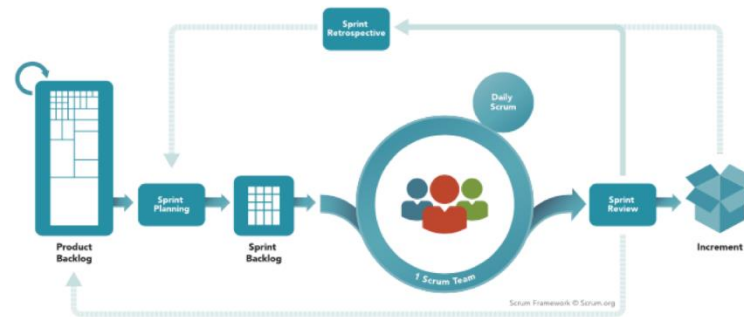 Sprint
Retrospective
Daily
Scrum
Sprint
Planning
Sprint
Review
Product
Backlog
Sprint
Backlog
1 Scrum Team
Increment
Scrum Framework © Scrum.org